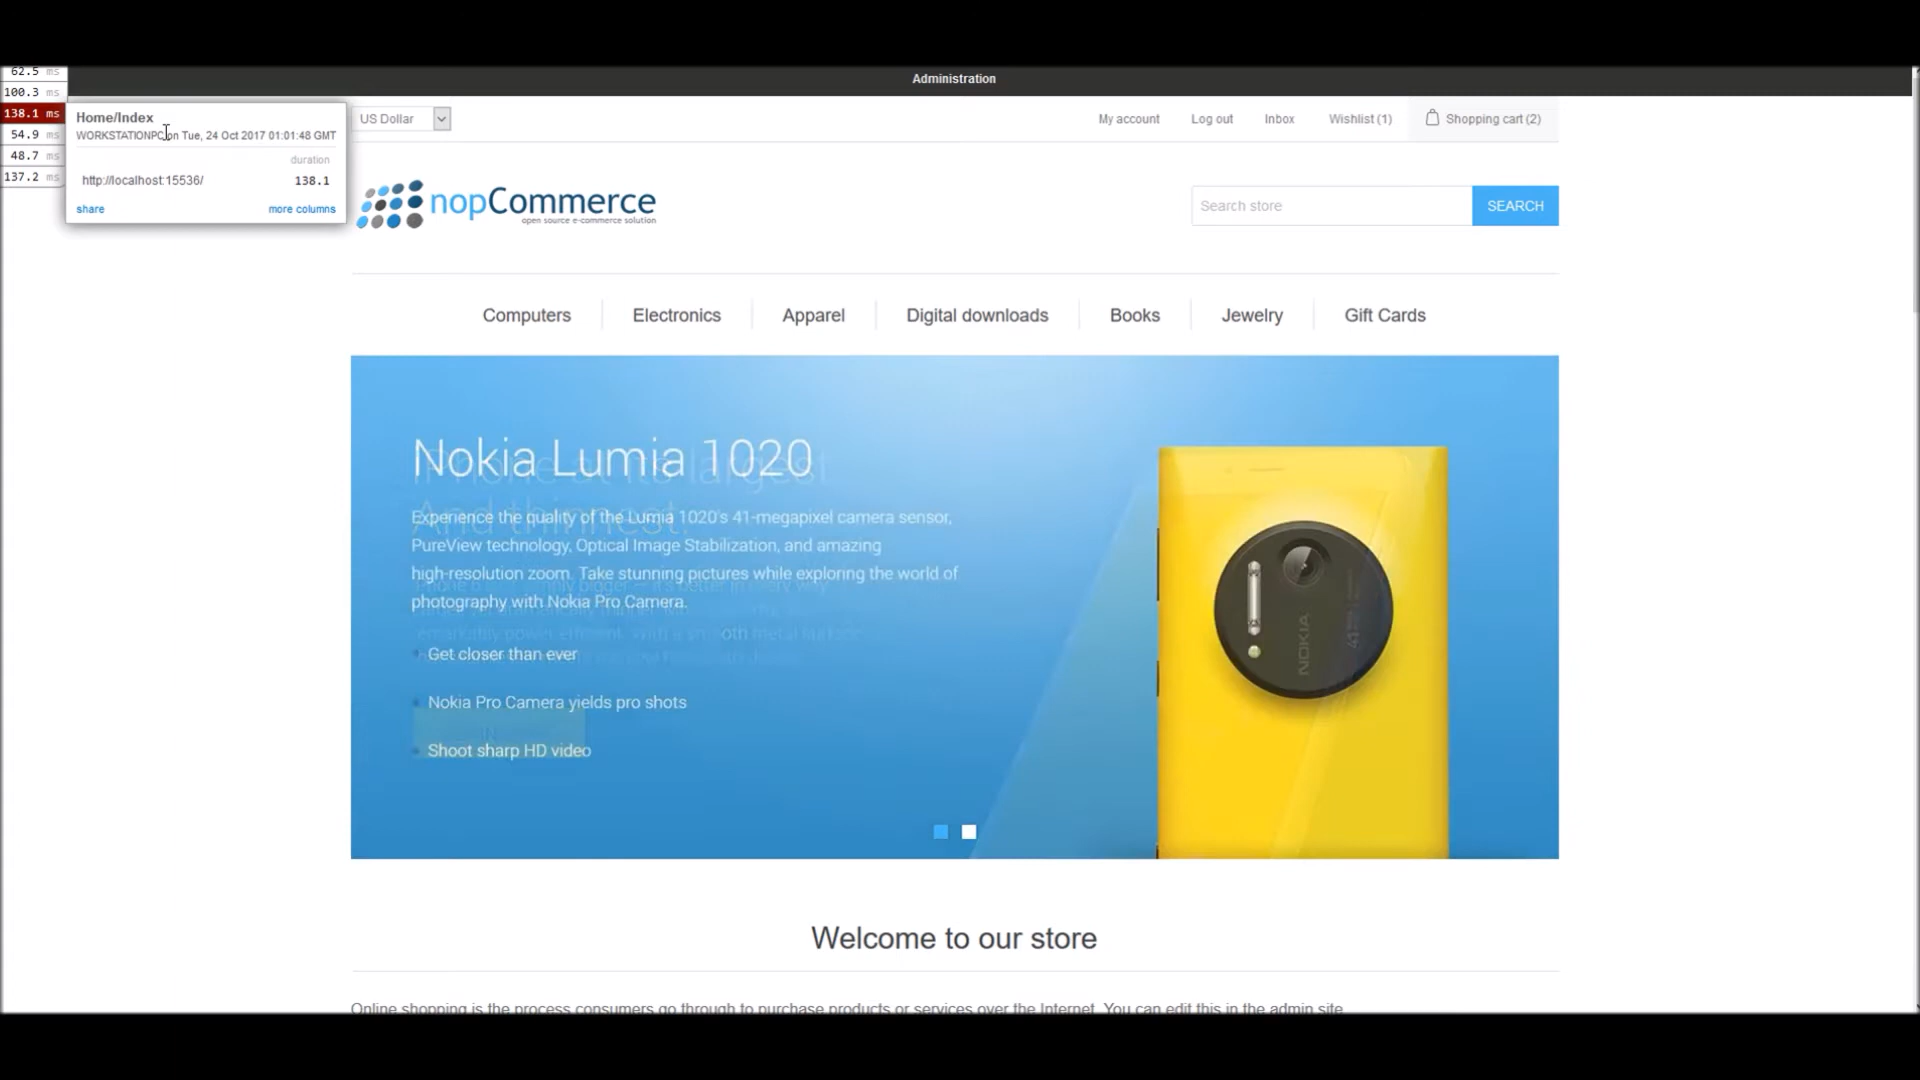 Administration
62.5 ms
100.3 ms
138.1 ms
54.9 ms
48.7 ms
137.2 ms
Home/Index
WORKSTATIONPC on Tue, 24 Oct 2017 01:01:48 GMT
duration
http://localhost:15536/ 138.1
share more columns
US Dollar
My account Log out Inbox Wishlist (1) Shopping cart (2)
nopCommerce
open source e-commerce solution
Search store SEARCH
Computers Electronics Apparel Digital downloads Books Jewelry Gift Cards
Nokia Lumia 1020
Experience the quality of the Lumia 1020's 41-megapixel camera sensor,
PureView technology, Optical Image Stabilization, and amazing
high-resolution zoom. Take stunning pictures while exploring the world of
photography with Nokia Pro Camera.
Get closer than ever
Nokia Pro Camera yields pro shots
Shoot sharp HD video
NOKIA
Welcome to our store
Online shopping is the process consumers go through to purchase products or services over the Internet. You can edit this in the admin site.